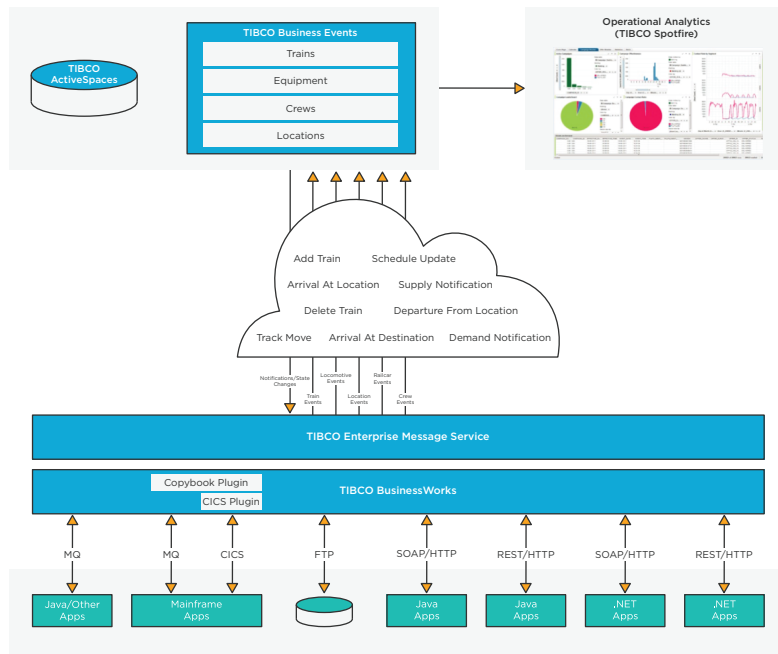 TIBCO
ActiveSpaces
TIBCO Business Events
Trains
Equipment
Crews
Locations
Operational Analytics
(TIBCO Spotfire)
Add Train
Schedule Update
Arrival At Location
Supply Notification
Delete Train
Departure From Location
Track Move
Arrival At Destination
Demand Notification
Notifications/State
Changes
Train
Events
Locomotive
Events
Location
Events
Railcar
Events
Crew
Events
TIBCO Enterprise Message Service
TIBCO BusinessWorks
Copybook Plugin
CICS Plugin
MQ
MQ
CICS
FTP
SOAP/HTTP
REST/HTTP
SOAP/HTTP
REST/HTTP
Java/Other
Apps
Mainframe
Apps
Java
Apps
Java
Apps
.NET
Apps
.NET
Apps